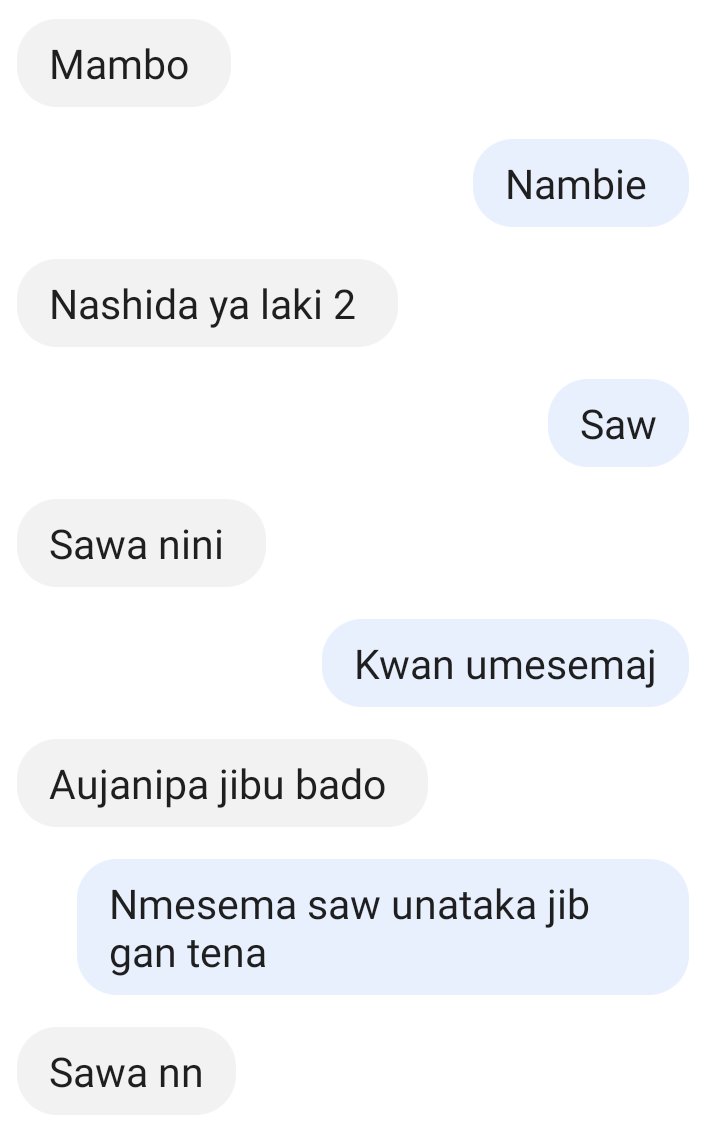 Mambo
Nambie
Nashida ya laki 2
Saw
Sawa nini
Kwan umesemaj
Aujanipa jibu bado
Nmesema saw unataka jib
gan tena
Sawa nn